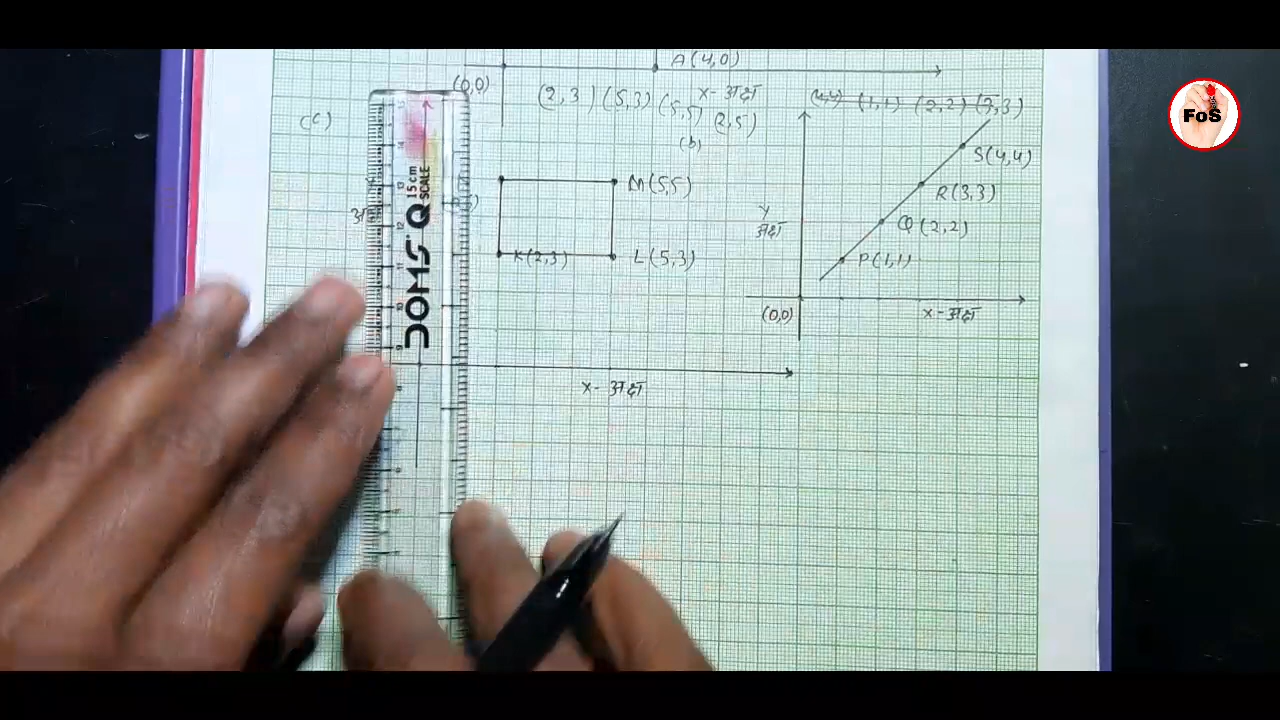 A(4,0)
(0,0)
x-अक्ष
(2,3) (5,3) (5,5)
(2,5)
(1,1) (2,2) (3,3)
(c)
(b)
M(5,5)
K(2,3)
L(5,3)
x-अक्ष
S(4,4)
R(3,3)
Q(2,2)
P(1,1)
y
अक्ष
(0,0)
x-अक्ष
DOMS Q 15cm
SCALE
FoS